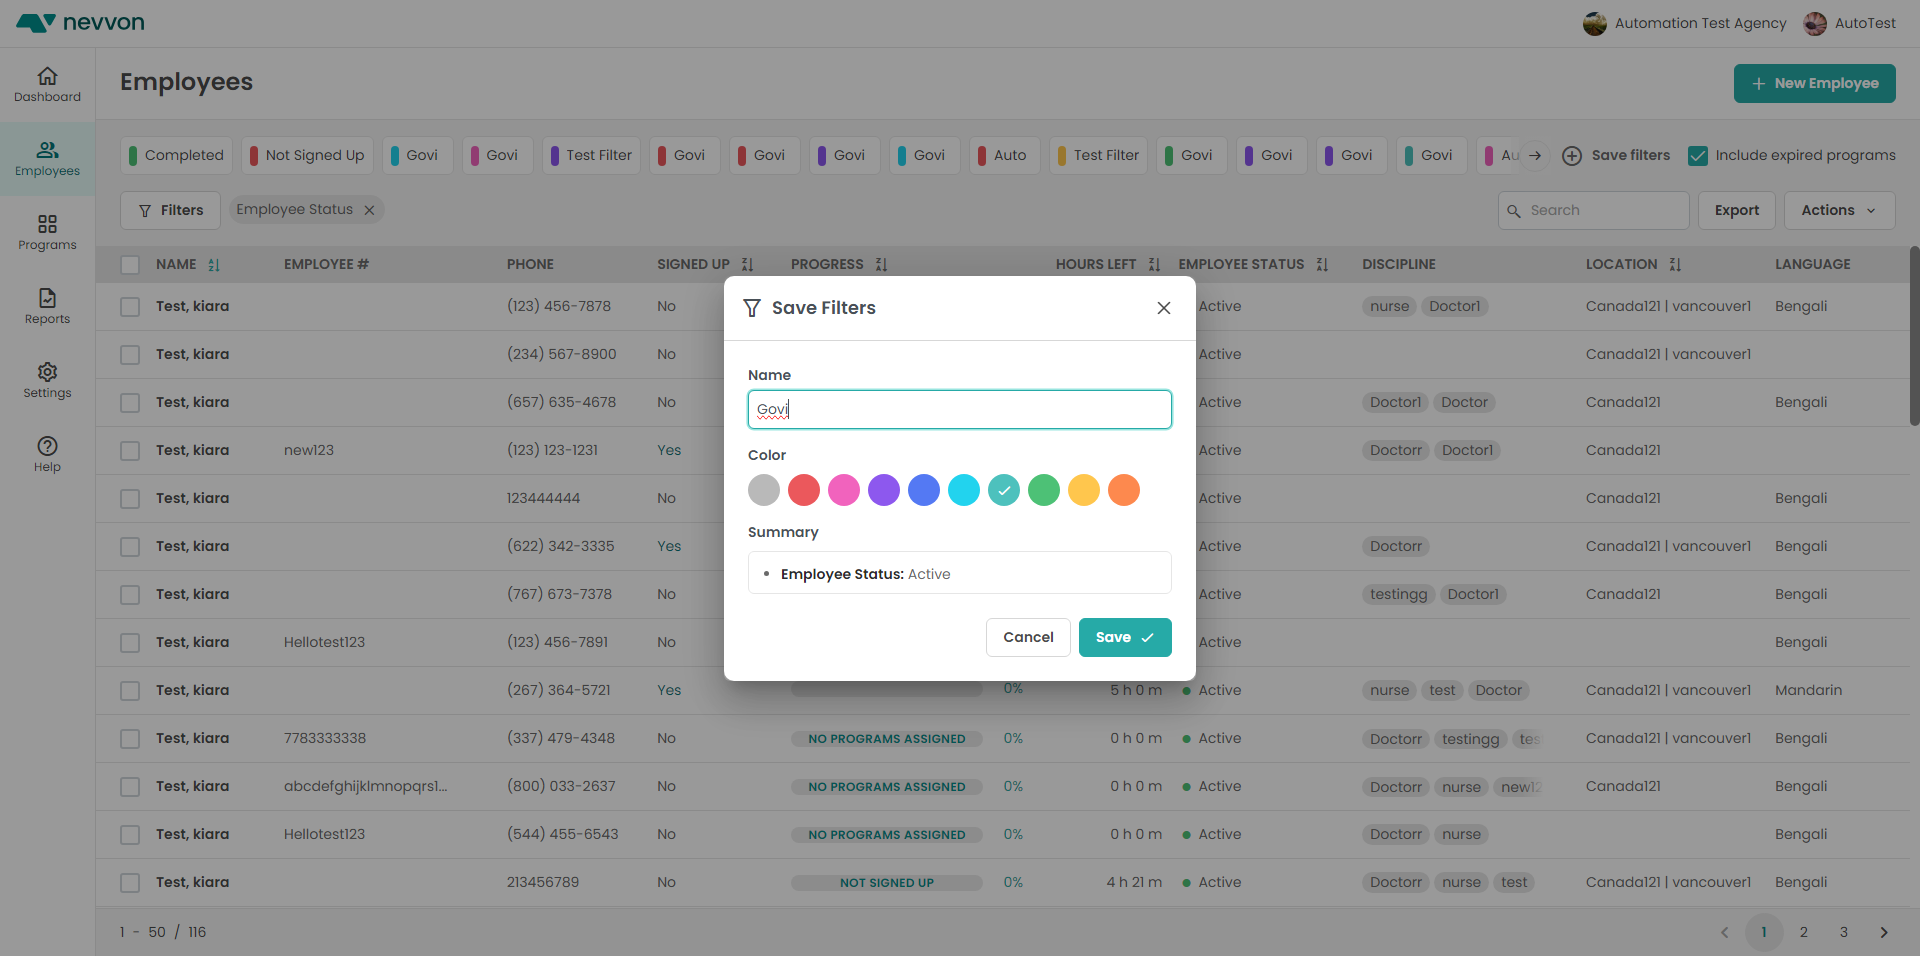 nevvon
Automation Test Agency
AutoTest
Dashboard
Employees
Programs
Reports
Settings
Help
Employees
New Employee
Completed Not Signed Up Govi Govi Test Filter Govi Govi Govi Govi Auto Test Filter Govi Govi Govi Govi Au Save filters Include expired programs
Filters Employee Status Search Export Actions
NAME EMPLOYEE # PHONE SIGNED UP PROGRESS HOURS LEFT EMPLOYEE STATUS DISCIPLINE LOCATION LANGUAGE
Test, kiara (123) 456-7878 No Active nurse Doctor1 Canada121 | vancouver1 Bengali
Test, kiara (234) 567-8900 No Active Canada121 | vancouver1
Test, kiara (657) 635-4678 No Active Doctor1 Doctor Canada121 Bengali
Test, kiara new123 (123) 123-1231 Yes Active Doctorr Doctor1 Canada121
Test, kiara 123444444 No Active Canada121 Bengali
Test, kiara (622) 342-3335 Yes Active Doctorr Canada121 | vancouver1 Bengali
Test, kiara (767) 673-7378 No Active testingg Doctor1 Canada121 Bengali
Test, kiara Hellotest123 (123) 456-7891 No Active Bengali
Test, kiara (267) 364-5721 Yes 0% 5 h 0 m Active nurse test Doctor Canada121 | vancouver1 Mandarin
Test, kiara 7783333338 (337) 479-4348 No NO PROGRAMS ASSIGNED 0% 0 h 0 m Active Doctorr testingg tes Canada121 | vancouver1 Bengali
Test, kiara abcdefghijklmnopqrs1... (800) 033-2637 No NO PROGRAMS ASSIGNED 0% 0 h 0 m Active Doctorr nurse new12 Canada121 Bengali
Test, kiara Hellotest123 (544) 455-6543 No NO PROGRAMS ASSIGNED 0% 0 h 0 m Active Doctorr nurse Bengali
Test, kiara 213456789 No NOT SIGNED UP 0% 4 h 21 m Active Doctorr nurse test Canada121 | vancouver1 Bengali
1 - 50 / 116
1 2 3
Save Filters
Name
Govi
Color
Summary
Employee Status: Active
Cancel Save